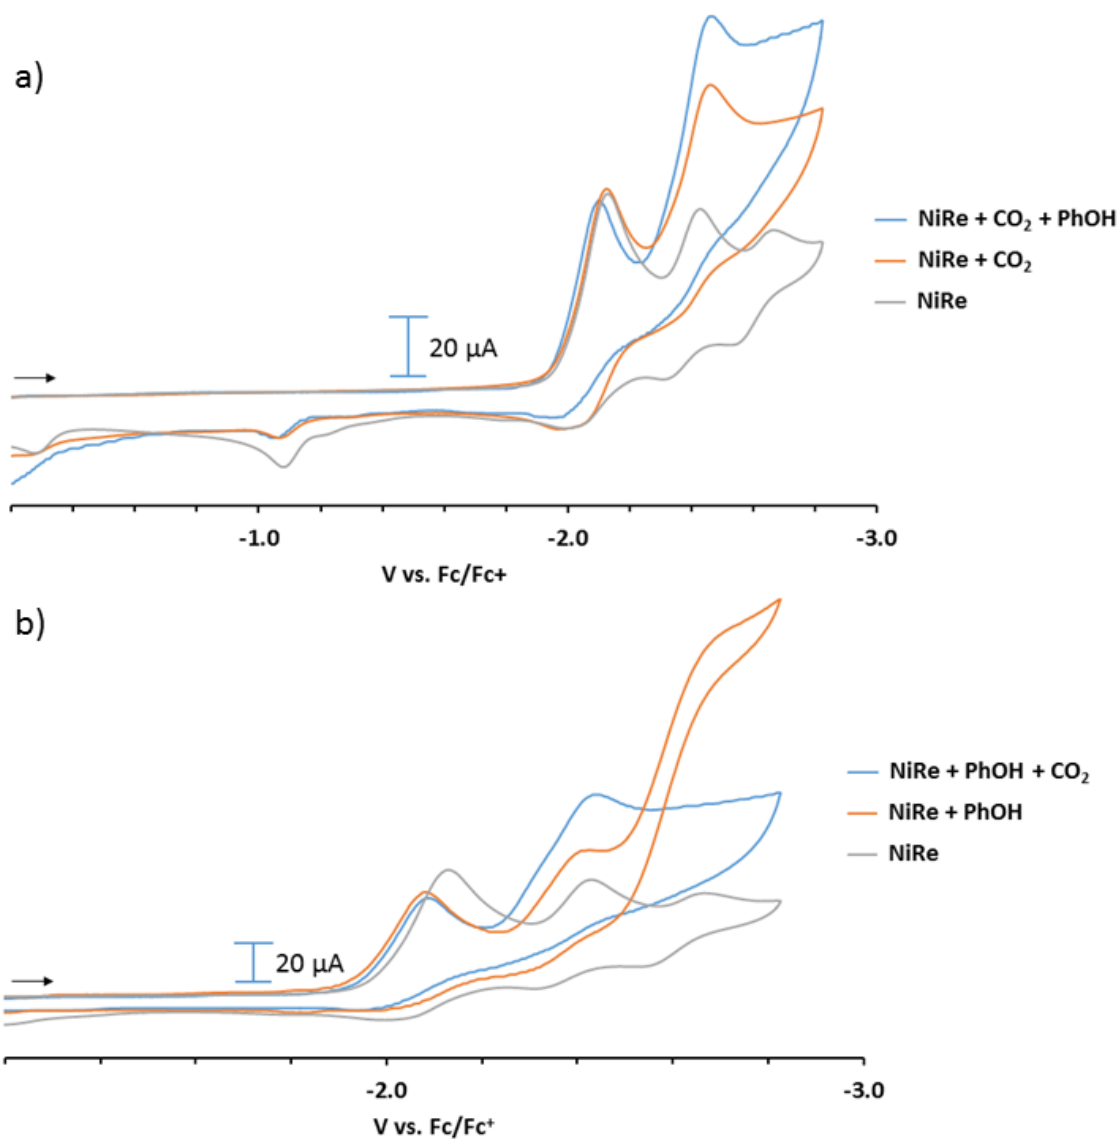 a)
NiRe + CO₂ + PhOH
NiRe + CO₂
NiRe
20 μA
-1.0 -2.0 -3.0
V vs. Fc/Fc+
b)
NiRe + PhOH + CO₂
NiRe + PhOH
NiRe
20 μA
-2.0 -3.0
V vs. Fc/Fc⁺